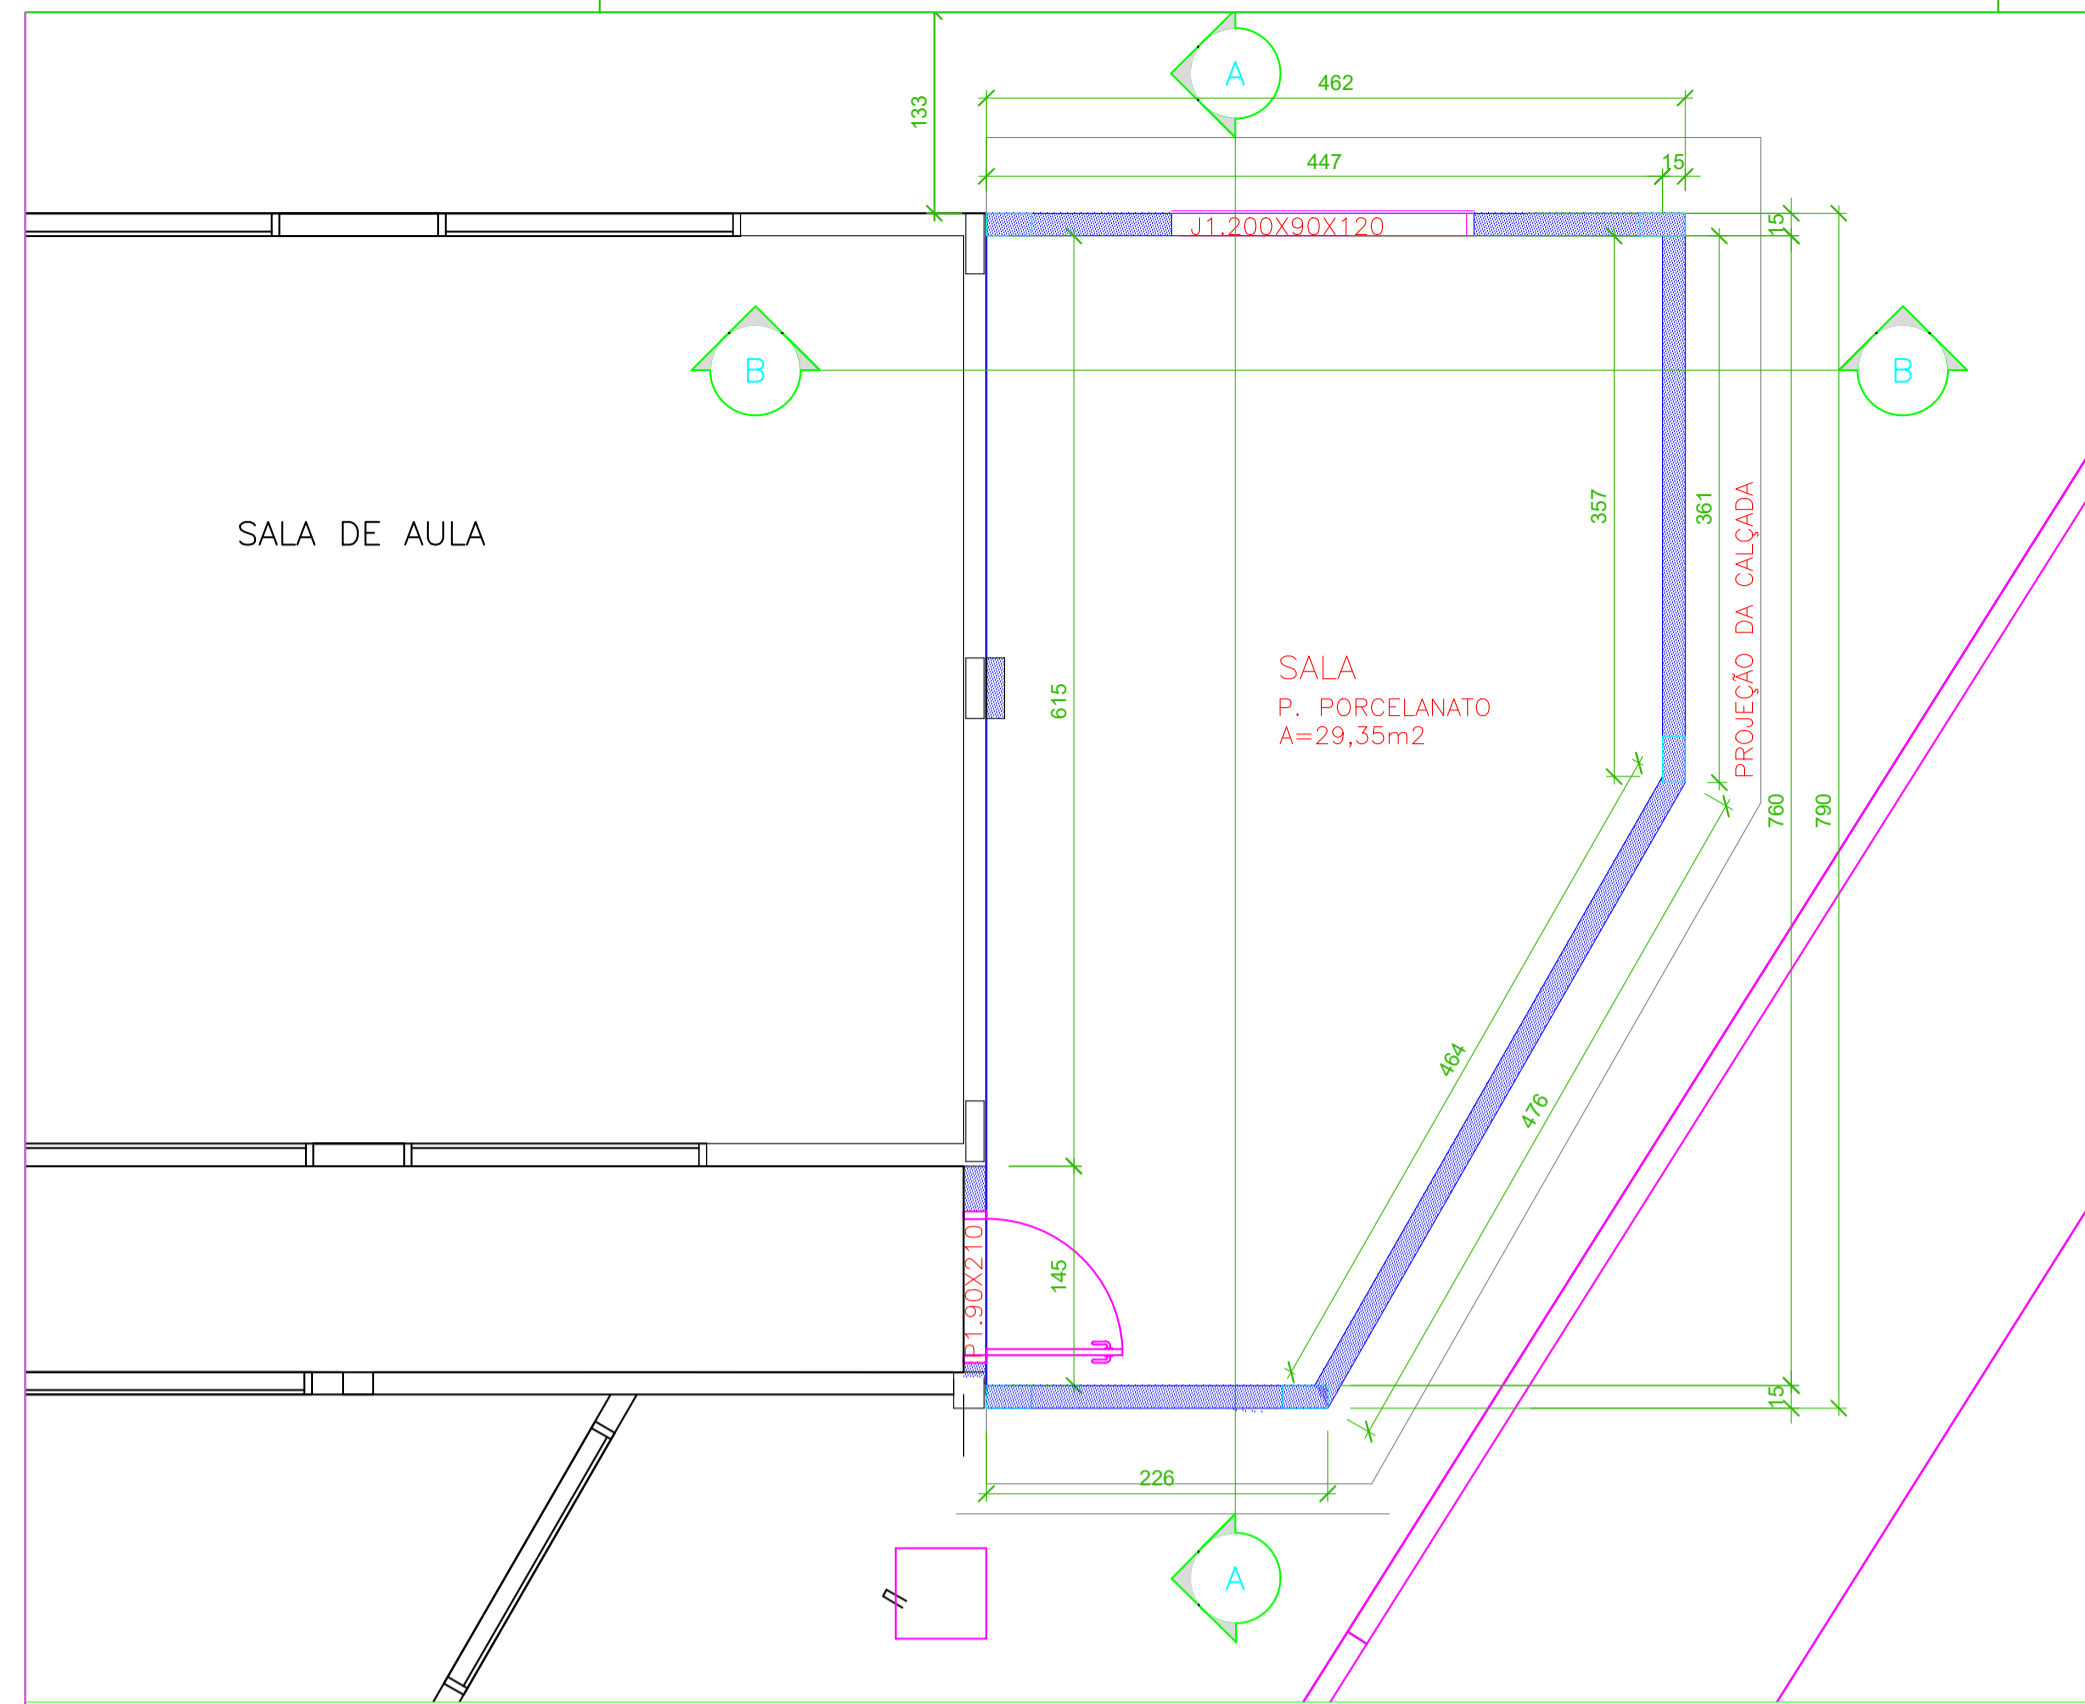 A
462
133
447
15
J1.200X90X120
15
B
B
357
361
PROJEÇÃO DA CALÇADA
SALA DE AULA
SALA
P. PORCELANATO
A=29,35m2
615
760
790
464
476
P1.90X210
145
15
226
A